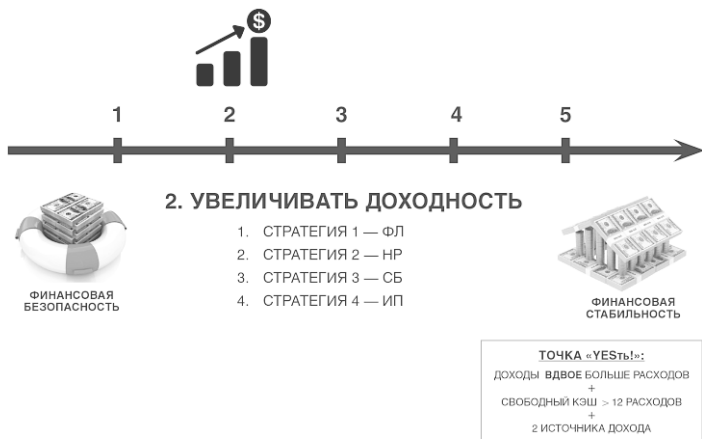 $
1 2 3 4 5
2. УВЕЛИЧИВАТЬ ДОХОДНОСТЬ
1. СТРАТЕГИЯ 1 — ФЛ
2. СТРАТЕГИЯ 2 — НР
3. СТРАТЕГИЯ 3 — СБ
4. СТРАТЕГИЯ 4 — ИП
ФИНАНСОВАЯ
БЕЗОПАСНОСТЬ
ФИНАНСОВАЯ
СТАБИЛЬНОСТЬ
ТОЧКА «YESть!»:
ДОХОДЫ ВДВОЕ БОЛЬШЕ РАСХОДОВ
+
СВОБОДНЫЙ КЭШ > 12 РАСХОДОВ
+
2 ИСТОЧНИКА ДОХОДА